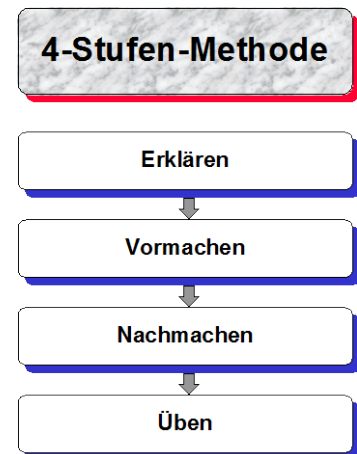 4-Stufen-Methode
Erklären
Vormachen
Nachmachen
Üben